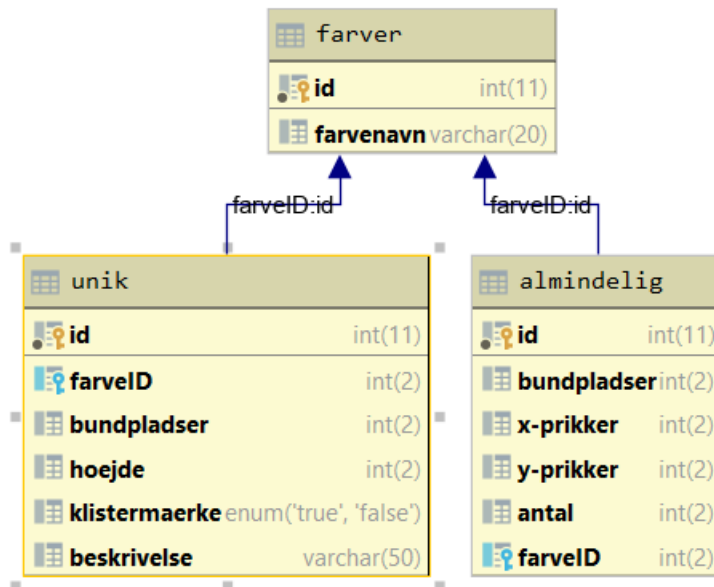 farver
id int(11)
farvenavn varchar(20)
farveID:id
farveID:id
unik
id int(11)
farveID int(2)
bundpladser int(2)
hoejde int(2)
klistermaerke enum('true', 'false')
beskrivelse varchar(50)
almindelig
id int(11)
bundpladser int(2)
x-prikker int(2)
y-prikker int(2)
antal int(2)
farveID int(2)